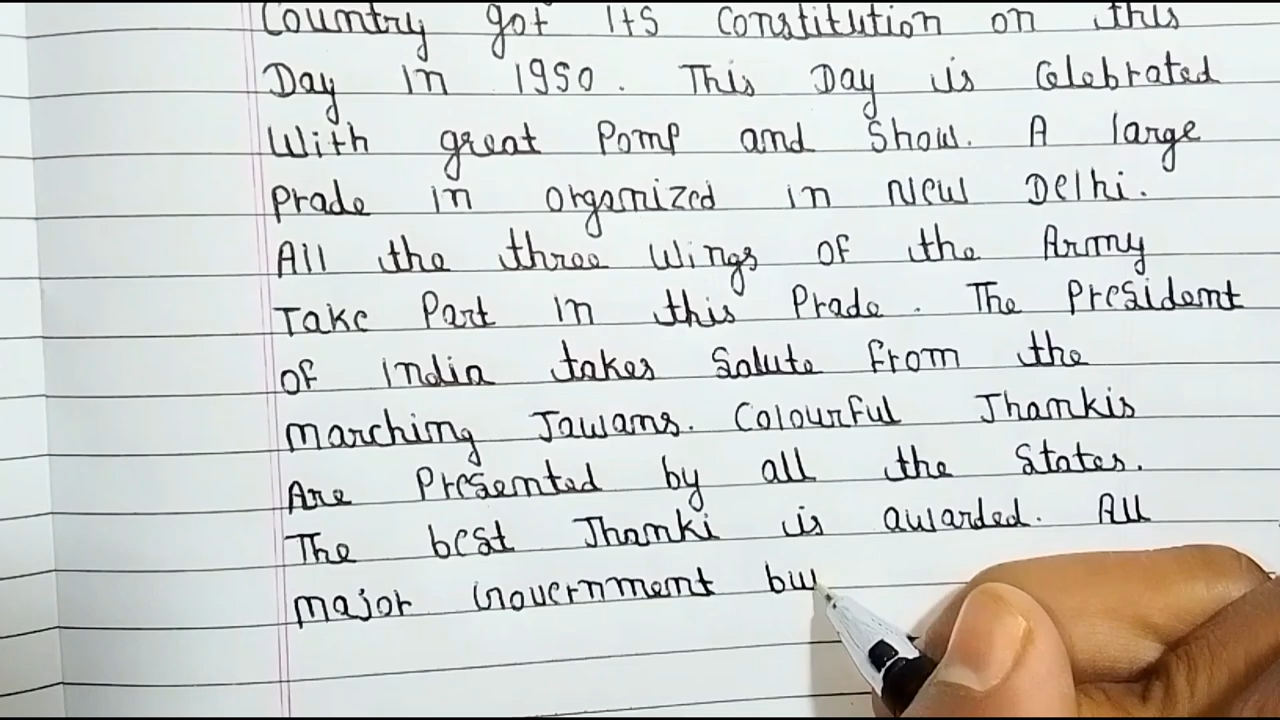 Country got Its Constitution on this
Day in 1950. This Day is Celebrated
With great Pomp and Show. A large
Prade in organized in New Delhi.
All the three Wings of the Army
Take Part in this Prade. The President
of India takes Salute from the
marching Jawans. Colourful Jhankis
Are Presented by all the States.
The best Jhanki is awarded. All
major Government bui